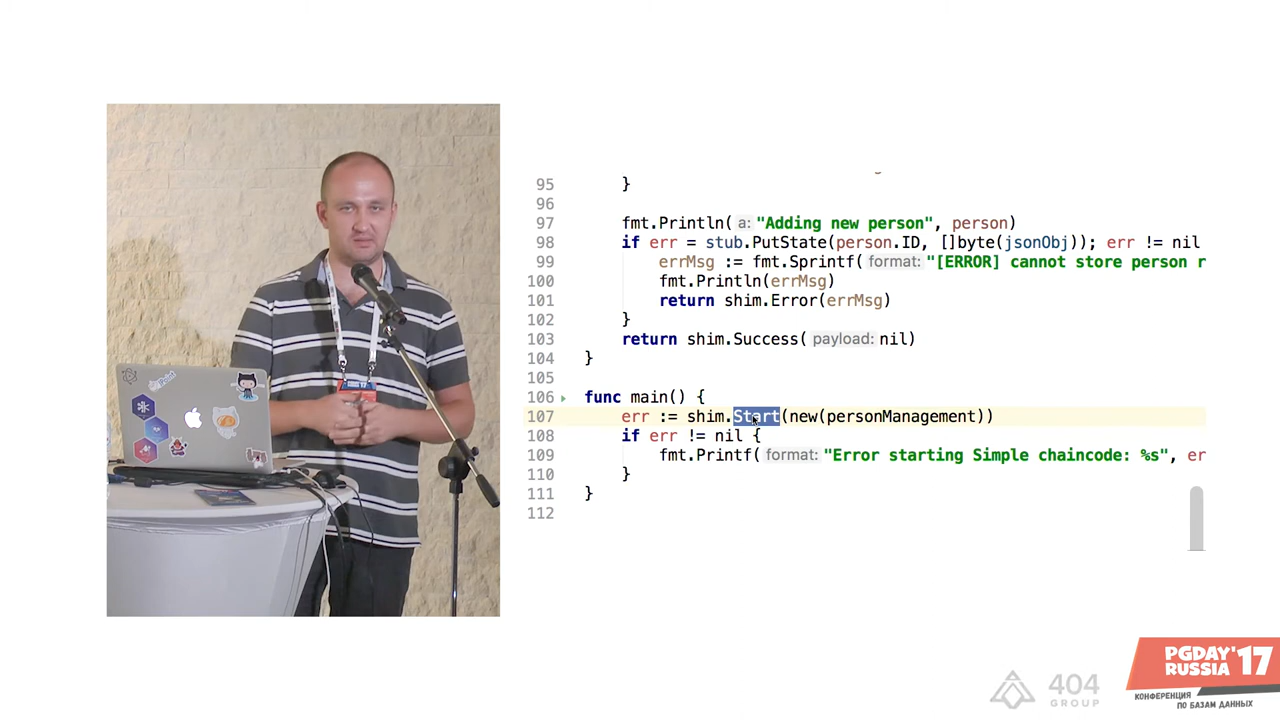 95 }
96
97 fmt.Println( a: "Adding new person", person)
98 if err = stub.PutState(person.ID, []byte(jsonObj)); err != nil
99 errMsg := fmt.Sprintf( format: "[ERROR] cannot store person r
100 fmt.Println(errMsg)
101 return shim.Error(errMsg)
102 }
103 return shim.Success( payload: nil)
104 }
105
106 func main() {
107 err := shim.Start(new(personManagement))
108 if err != nil {
109 fmt.Printf( format: "Error starting Simple chaincode: %s", er
110 }
111 }
112
404
GROUP
PGDAY'17
RUSSIA
КОНФЕРЕНЦИЯ
ПО БАЗАМ ДАННЫХ